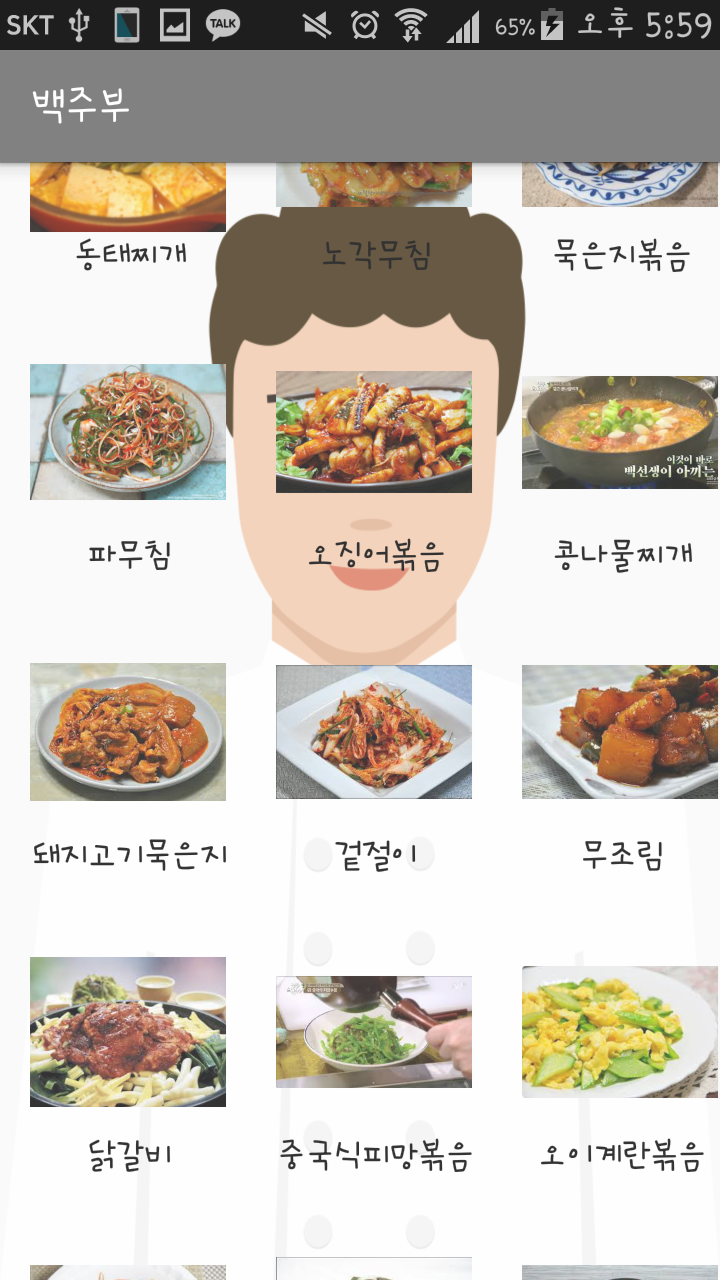 SKT TALK 65% 오후 5:59
백주부
동태찌개 노각무침 묵은지볶음
이것이 바로
백선생이 아끼는
파무침 오징어볶음 콩나물찌개
돼지고기묵은지 겉절이 무조림
닭갈비 중국식피망볶음 오이계란볶음